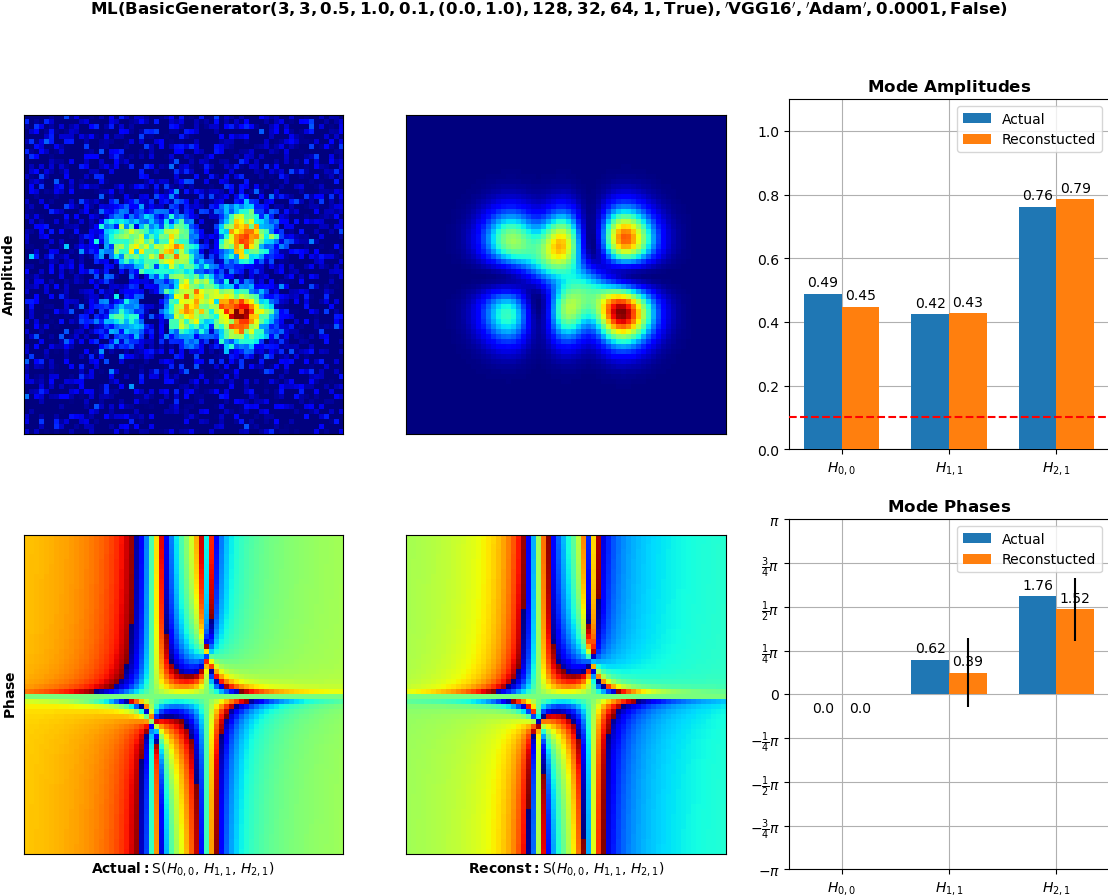 ML(BasicGenerator(3, 3, 0.5, 1.0, 0.1, (0.0, 1.0), 128, 32, 64, 1, True), ′VGG16′, ′Adam′, 0.0001, False)
Amplitude
Mode Amplitudes
Actual
Reconstucted
1.0
0.8
0.6
0.4
0.2
0.0
0.49
0.45
0.42
0.43
0.76
0.79
H0,0
H1,1
H2,1
Phase
Actual: S(H0,0, H1,1, H2,1)
Reconst: S(H0,0, H1,1, H2,1)
Mode Phases
Actual
Reconstucted
π
3/4π
1/2π
1/4π
0
−1/4π
−1/2π
−3/4π
−π
0.0
0.0
0.62
0.39
1.76
1.52
H0,0
H1,1
H2,1